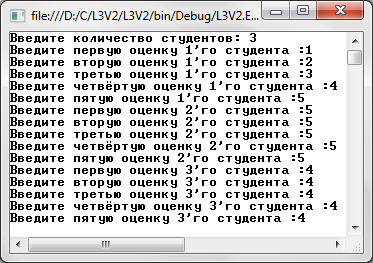 file:///D:/C/L3V2/L3V2/bin/Debug/L3V2.E...
Введите количество студентов: 3
Введите первую оценку 1'го студента :1
Введите вторую оценку 1'го студента :2
Введите третью оценку 1'го студента :3
Введите четвёртую оценку 1'го студента :4
Введите пятую оценку 1'го студента :5
Введите первую оценку 2'го студента :5
Введите вторую оценку 2'го студента :5
Введите третью оценку 2'го студента :5
Введите четвёртую оценку 2'го студента :5
Введите пятую оценку 2'го студента :5
Введите первую оценку 3'го студента :4
Введите вторую оценку 3'го студента :4
Введите третью оценку 3'го студента :4
Введите четвёртую оценку 3'го студента :4
Введите пятую оценку 3'го студента :4